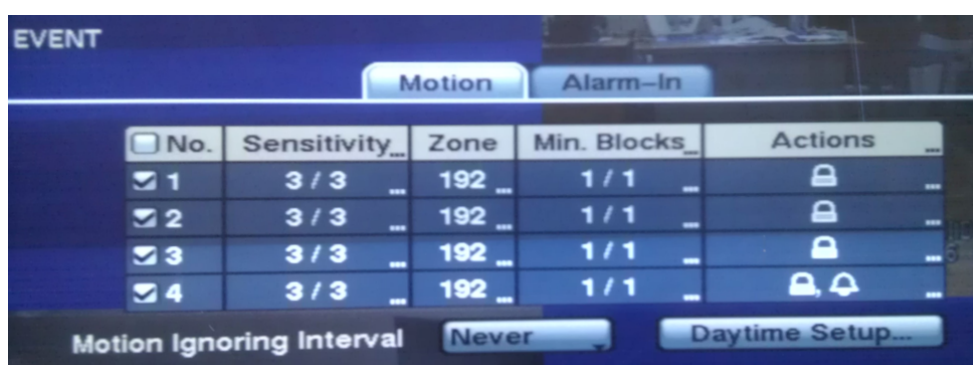 EVENT
Motion Alarm-In
No. Sensitivity... Zone Min. Blocks... Actions ...
1 3 / 3 ... 192 ... 1 / 1 ... ...
2 3 / 3 ... 192 ... 1 / 1 ... ...
3 3 / 3 ... 192 ... 1 / 1 ... ...
4 3 / 3 ... 192 ... 1 / 1 ... , ...
Motion Ignoring Interval Never Daytime Setup...